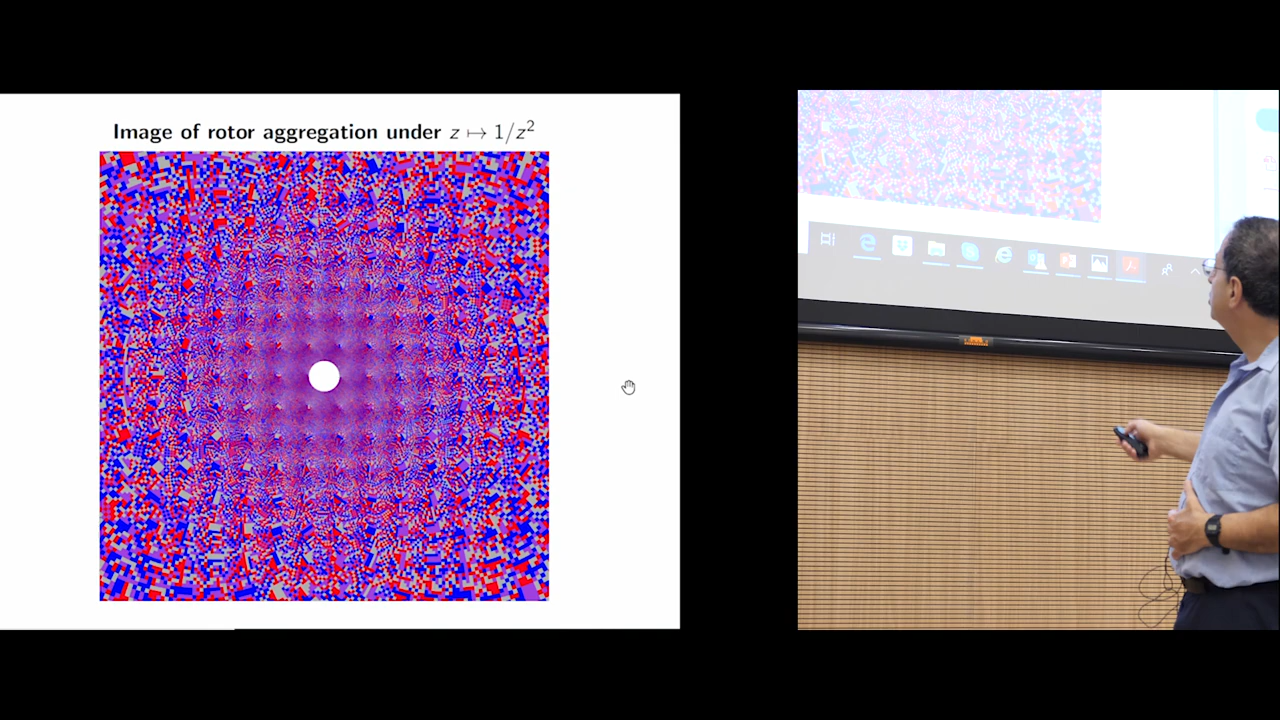 Image of rotor aggregation under z ↦ 1/z²